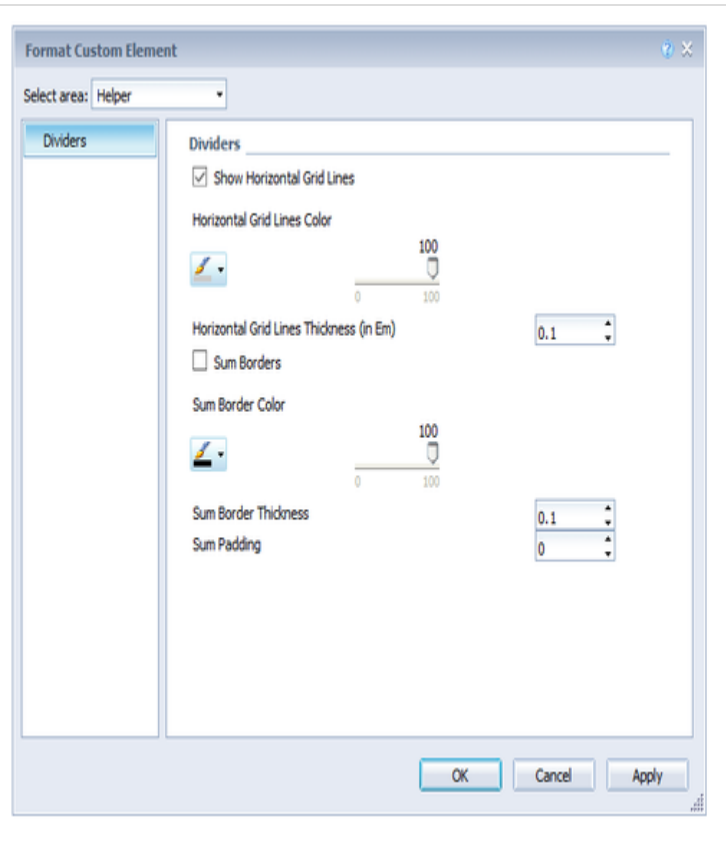 Format Custom Element
Select area: Helper
Dividers
Dividers
Show Horizontal Grid Lines
Horizontal Grid Lines Color
100
0 100
Horizontal Grid Lines Thickness (in Em) 0.1
Sum Borders
Sum Border Color
100
0 100
Sum Border Thickness 0.1
Sum Padding 0
OK Cancel Apply